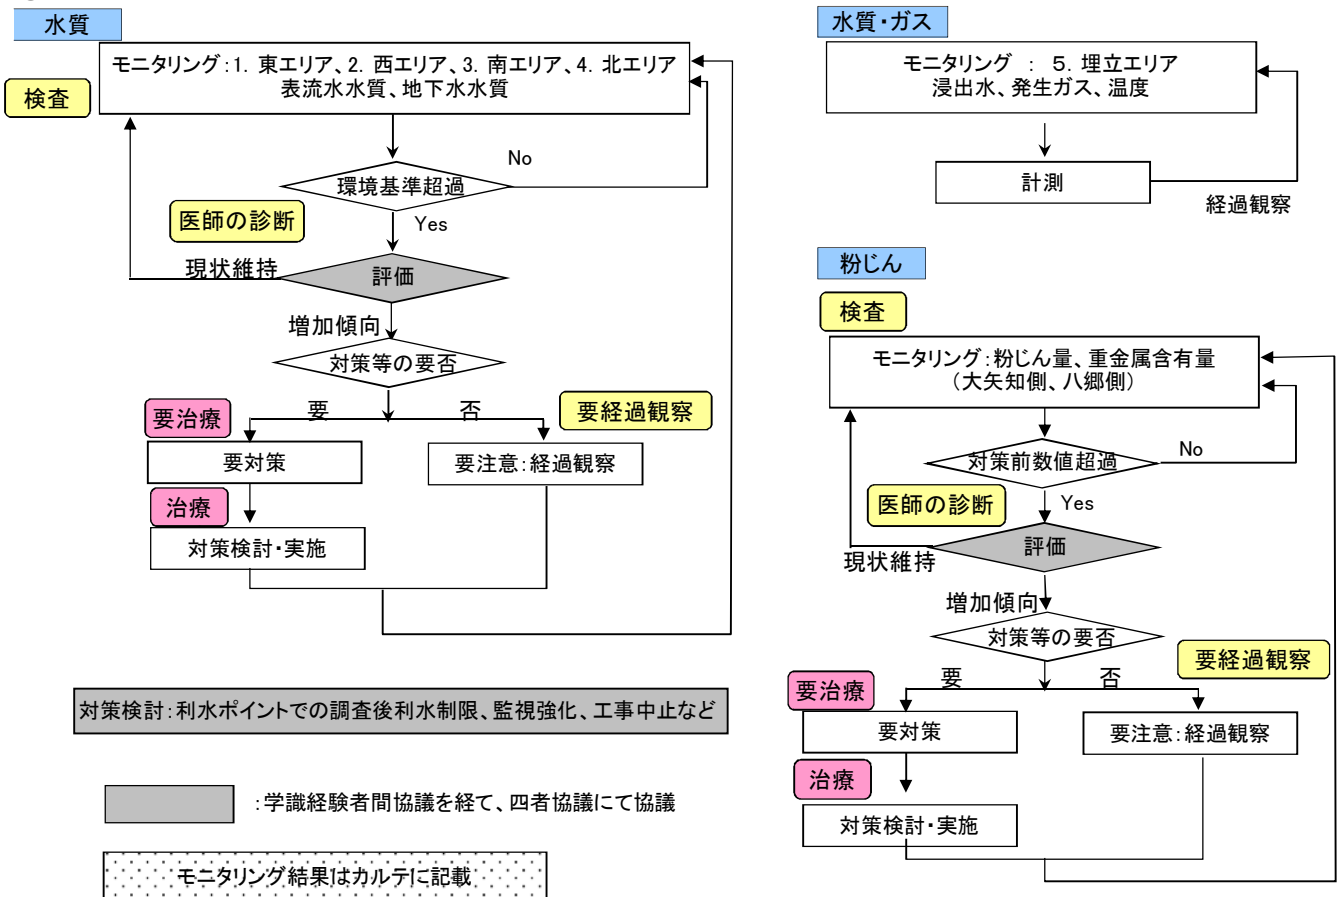 水質
モニタリング:1. 東エリア、2. 西エリア、3. 南エリア、4. 北エリア
表流水水質、地下水水質
検査
No
環境基準超過
医師の診断
Yes
現状維持
評価
増加傾向
対策等の要否
要治療
要
否
要経過観察
要対策
要注意:経過観察
治療
対策検討・実施
対策検討:利水ポイントでの調査後利水制限、監視強化、工事中止など
:学識経験者間協議を経て、四者協議にて協議
モニタリング結果はカルテに記載
水質・ガス
モニタリング : 5. 埋立エリア
浸出水、発生ガス、温度
計測
経過観察
粉じん
検査
モニタリング:粉じん量、重金属含有量
(大矢知側、八郷側)
対策前数値超過
No
医師の診断
Yes
評価
現状維持
増加傾向
対策等の要否
要経過観察
要治療
要
否
要対策
要注意:経過観察
治療
対策検討・実施